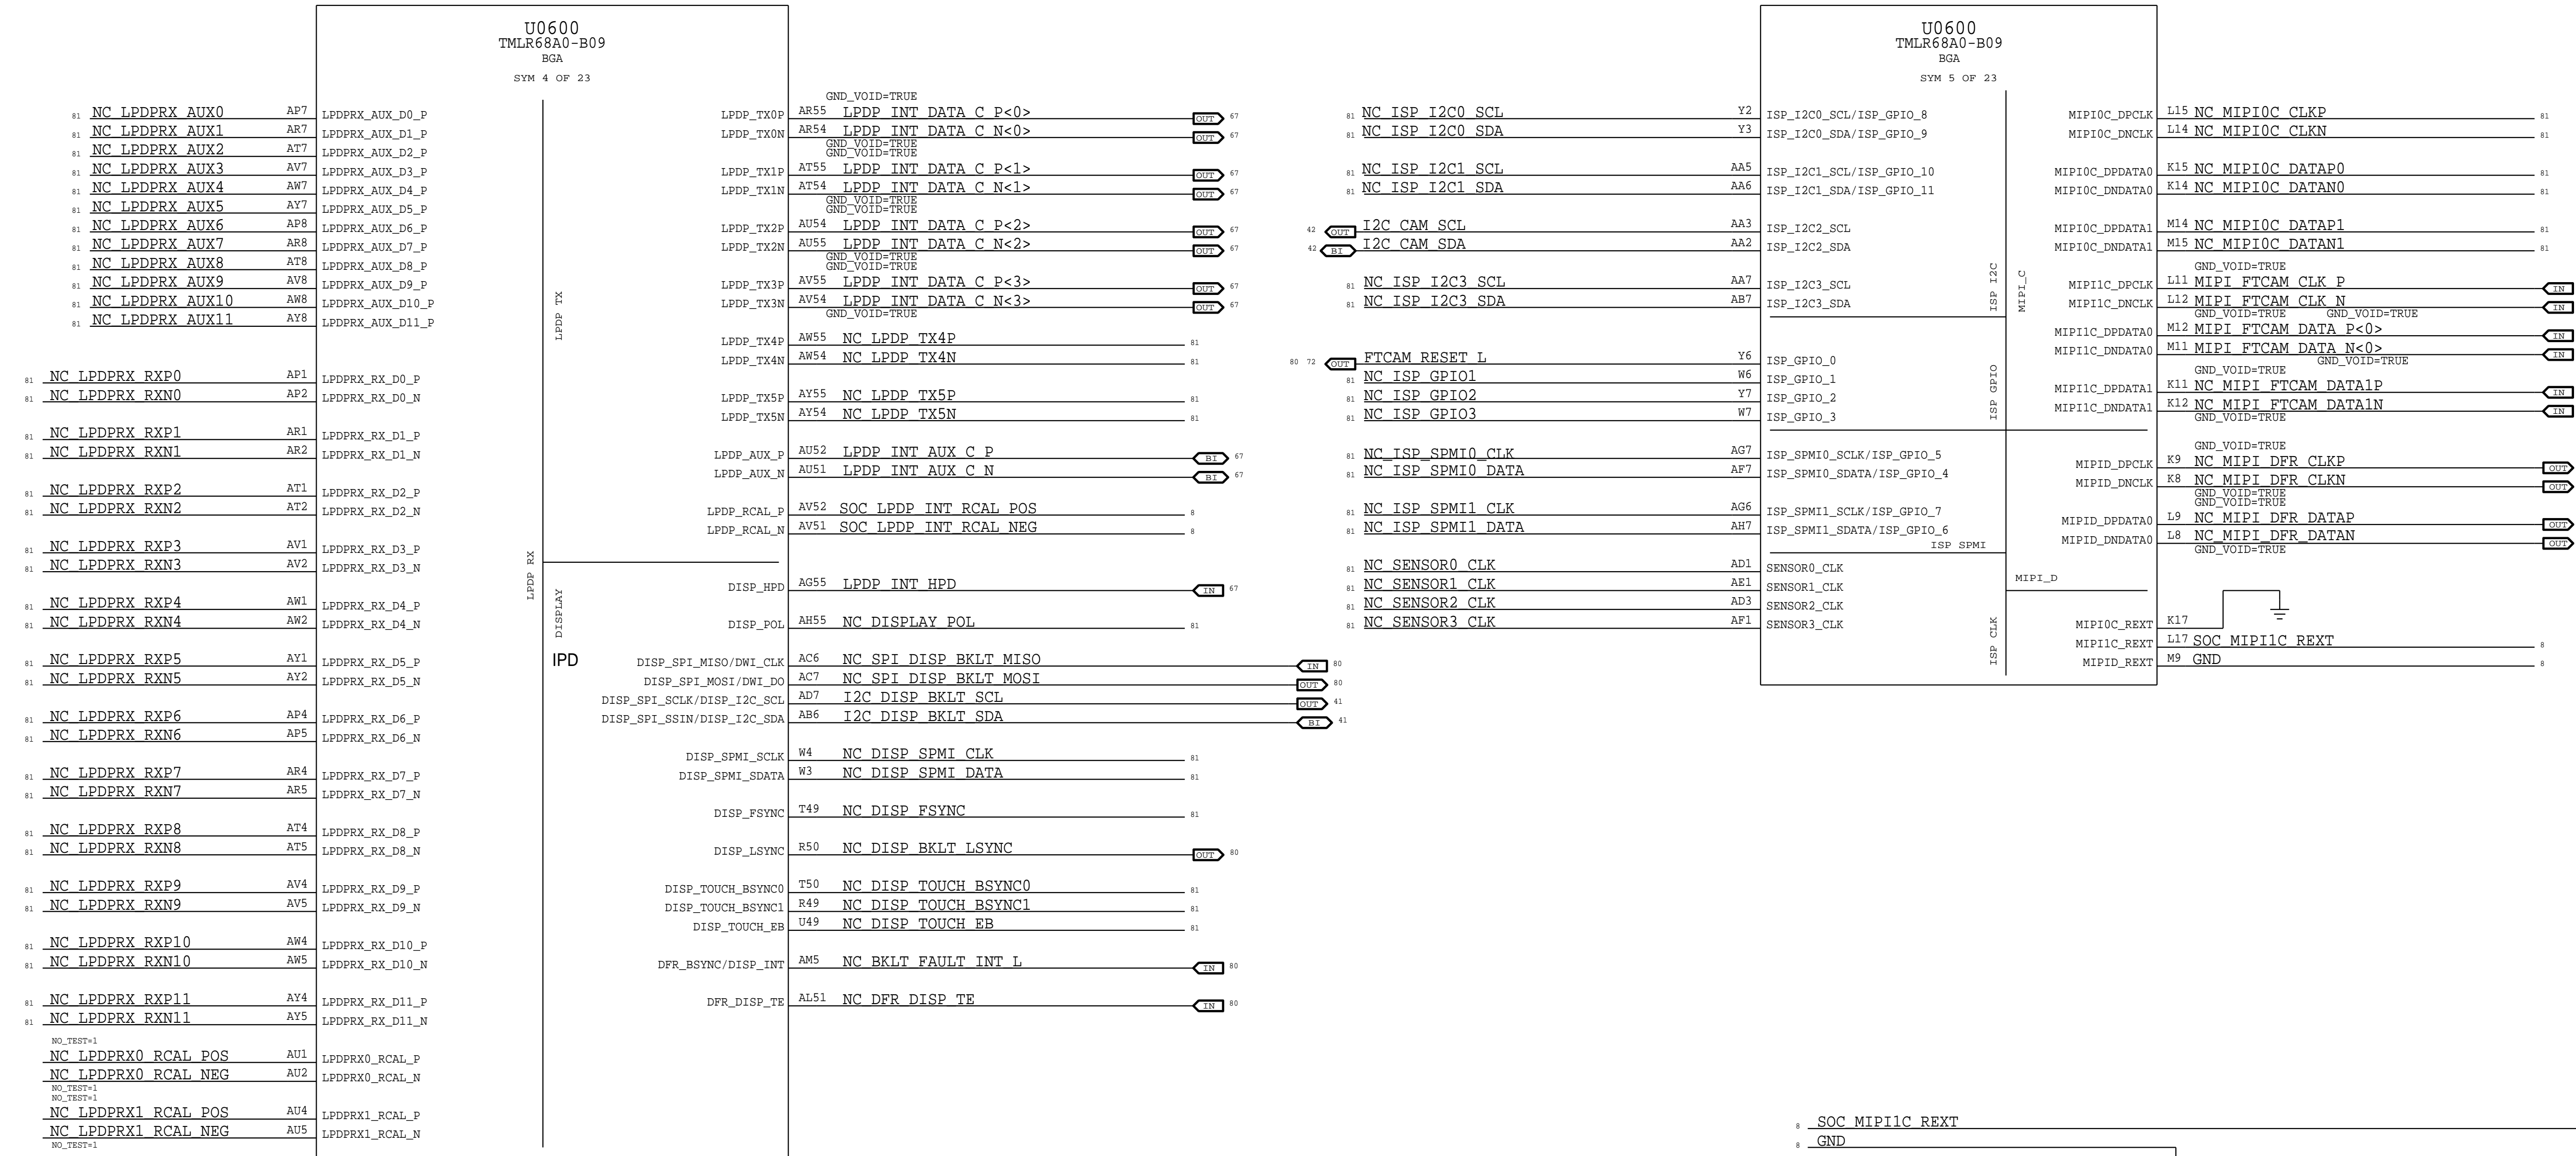 U0600
TMLR68A0-B09
BGA
SYM 4 OF 23
81 NC_LPDPRX_AUX0 AP7 LPDPRX_AUX_D0_P
81 NC_LPDPRX_AUX1 AR7 LPDPRX_AUX_D1_P
81 NC_LPDPRX_AUX2 AT7 LPDPRX_AUX_D2_P
81 NC_LPDPRX_AUX3 AV7 LPDPRX_AUX_D3_P
81 NC_LPDPRX_AUX4 AW7 LPDPRX_AUX_D4_P
81 NC_LPDPRX_AUX5 AY7 LPDPRX_AUX_D5_P
81 NC_LPDPRX_AUX6 AP8 LPDPRX_AUX_D6_P
81 NC_LPDPRX_AUX7 AR8 LPDPRX_AUX_D7_P
81 NC_LPDPRX_AUX8 AT8 LPDPRX_AUX_D8_P
81 NC_LPDPRX_AUX9 AV8 LPDPRX_AUX_D9_P
81 NC_LPDPRX_AUX10 AW8 LPDPRX_AUX_D10_P
81 NC_LPDPRX_AUX11 AY8 LPDPRX_AUX_D11_P
81 NC_LPDPRX_RXP0 AP1 LPDPRX_RX_D0_P
81 NC_LPDPRX_RXN0 AP2 LPDPRX_RX_D0_N
81 NC_LPDPRX_RXP1 AR1 LPDPRX_RX_D1_P
81 NC_LPDPRX_RXN1 AR2 LPDPRX_RX_D1_N
81 NC_LPDPRX_RXP2 AT1 LPDPRX_RX_D2_P
81 NC_LPDPRX_RXN2 AT2 LPDPRX_RX_D2_N
81 NC_LPDPRX_RXP3 AV1 LPDPRX_RX_D3_P
81 NC_LPDPRX_RXN3 AV2 LPDPRX_RX_D3_N
81 NC_LPDPRX_RXP4 AW1 LPDPRX_RX_D4_P
81 NC_LPDPRX_RXN4 AW2 LPDPRX_RX_D4_N
81 NC_LPDPRX_RXP5 AY1 LPDPRX_RX_D5_P
81 NC_LPDPRX_RXN5 AY2 LPDPRX_RX_D5_N
81 NC_LPDPRX_RXP6 AP4 LPDPRX_RX_D6_P
81 NC_LPDPRX_RXN6 AP5 LPDPRX_RX_D6_N
81 NC_LPDPRX_RXP7 AR4 LPDPRX_RX_D7_P
81 NC_LPDPRX_RXN7 AR5 LPDPRX_RX_D7_N
81 NC_LPDPRX_RXP8 AT4 LPDPRX_RX_D8_P
81 NC_LPDPRX_RXN8 AT5 LPDPRX_RX_D8_N
81 NC_LPDPRX_RXP9 AV4 LPDPRX_RX_D9_P
81 NC_LPDPRX_RXN9 AV5 LPDPRX_RX_D9_N
81 NC_LPDPRX_RXP10 AW4 LPDPRX_RX_D10_P
81 NC_LPDPRX_RXN10 AW5 LPDPRX_RX_D10_N
81 NC_LPDPRX_RXP11 AY4 LPDPRX_RX_D11_P
81 NC_LPDPRX_RXN11 AY5 LPDPRX_RX_D11_N
NO_TEST=1
NC_LPDPRX0_RCAL_POS AU1 LPDPRX0_RCAL_P
NC_LPDPRX0_RCAL_NEG AU2 LPDPRX0_RCAL_N
NO_TEST=1
NO_TEST=1
NC_LPDPRX1_RCAL_POS AU4 LPDPRX1_RCAL_P
NC_LPDPRX1_RCAL_NEG AU5 LPDPRX1_RCAL_N
NO_TEST=1
LPDP RX
LPDP TX
DISPLAY
IPD
GND_VOID=TRUE
LPDP_TX0P AR55 LPDP_INT_DATA_C_P<0> OUT 67
LPDP_TX0N AR54 LPDP_INT_DATA_C_N<0> OUT 67
GND_VOID=TRUE
GND_VOID=TRUE
LPDP_TX1P AT55 LPDP_INT_DATA_C_P<1> OUT 67
LPDP_TX1N AT54 LPDP_INT_DATA_C_N<1> OUT 67
GND_VOID=TRUE
GND_VOID=TRUE
LPDP_TX2P AU54 LPDP_INT_DATA_C_P<2> OUT 67
LPDP_TX2N AU55 LPDP_INT_DATA_C_N<2> OUT 67
GND_VOID=TRUE
GND_VOID=TRUE
LPDP_TX3P AV55 LPDP_INT_DATA_C_P<3> OUT 67
LPDP_TX3N AV54 LPDP_INT_DATA_C_N<3> OUT 67
GND_VOID=TRUE
LPDP_TX4P AW55 NC_LPDP_TX4P 81
LPDP_TX4N AW54 NC_LPDP_TX4N 81
LPDP_TX5P AY55 NC_LPDP_TX5P 81
LPDP_TX5N AY54 NC_LPDP_TX5N 81
LPDP_AUX_P AU52 LPDP_INT_AUX_C_P BI 67
LPDP_AUX_N AU51 LPDP_INT_AUX_C_N BI 67
LPDP_RCAL_P AV52 SOC_LPDP_INT_RCAL_POS 8
LPDP_RCAL_N AV51 SOC_LPDP_INT_RCAL_NEG 8
DISP_HPD AG55 LPDP_INT_HPD IN 67
DISP_POL AH55 NC_DISPLAY_POL 81
DISP_SPI_MISO/DWI_CLK AC6 NC_SPI_DISP_BKLT_MISO IN 80
DISP_SPI_MOSI/DWI_DO AC7 NC_SPI_DISP_BKLT_MOSI OUT 80
DISP_SPI_SCLK/DISP_I2C_SCL AD7 I2C_DISP_BKLT_SCL OUT 41
DISP_SPI_SSIN/DISP_I2C_SDA AB6 I2C_DISP_BKLT_SDA BI 41
DISP_SPMI_SCLK W4 NC_DISP_SPMI_CLK 81
DISP_SPMI_SDATA W3 NC_DISP_SPMI_DATA 81
DISP_FSYNC T49 NC_DISP_FSYNC 81
DISP_LSYNC R50 NC_DISP_BKLT_LSYNC OUT 80
DISP_TOUCH_BSYNC0 T50 NC_DISP_TOUCH_BSYNC0 81
DISP_TOUCH_BSYNC1 R49 NC_DISP_TOUCH_BSYNC1 81
DISP_TOUCH_EB U49 NC_DISP_TOUCH_EB 81
DFR_BSYNC/DISP_INT AM5 NC_BKLT_FAULT_INT_L IN 80
DFR_DISP_TE AL51 NC_DFR_DISP_TE IN 80
U0600
TMLR68A0-B09
BGA
SYM 5 OF 23
81 NC_ISP_I2C0_SCL Y2 ISP_I2C0_SCL/ISP_GPIO_8
81 NC_ISP_I2C0_SDA Y3 ISP_I2C0_SDA/ISP_GPIO_9
81 NC_ISP_I2C1_SCL AA5 ISP_I2C1_SCL/ISP_GPIO_10
81 NC_ISP_I2C1_SDA AA6 ISP_I2C1_SDA/ISP_GPIO_11
42 OUT I2C_CAM_SCL AA3 ISP_I2C2_SCL
42 BI I2C_CAM_SDA AA2 ISP_I2C2_SDA
81 NC_ISP_I2C3_SCL AA7 ISP_I2C3_SCL
81 NC_ISP_I2C3_SDA AB7 ISP_I2C3_SDA
80 72 OUT FTCAM_RESET_L Y6 ISP_GPIO_0
81 NC_ISP_GPIO1 W6 ISP_GPIO_1
81 NC_ISP_GPIO2 Y7 ISP_GPIO_2
81 NC_ISP_GPIO3 W7 ISP_GPIO_3
81 NC_ISP_SPMI0_CLK AG7 ISP_SPMI0_SCLK/ISP_GPIO_5
81 NC_ISP_SPMI0_DATA AF7 ISP_SPMI0_SDATA/ISP_GPIO_4
81 NC_ISP_SPMI1_CLK AG6 ISP_SPMI1_SCLK/ISP_GPIO_7
81 NC_ISP_SPMI1_DATA AH7 ISP_SPMI1_SDATA/ISP_GPIO_6
81 NC_SENSOR0_CLK AD1 SENSOR0_CLK
81 NC_SENSOR1_CLK AE1 SENSOR1_CLK
81 NC_SENSOR2_CLK AD3 SENSOR2_CLK
81 NC_SENSOR3_CLK AF1 SENSOR3_CLK
ISP I2C
ISP GPIO
ISP SPMI
ISP CLK
MIPI_C
MIPI_D
MIPI0C_DPCLK L15 NC_MIPI0C_CLKP 81
MIPI0C_DNCLK L14 NC_MIPI0C_CLKN 81
MIPI0C_DPDATA0 K15 NC_MIPI0C_DATAP0 81
MIPI0C_DNDATA0 K14 NC_MIPI0C_DATAN0 81
MIPI0C_DPDATA1 M14 NC_MIPI0C_DATAP1 81
MIPI0C_DNDATA1 M15 NC_MIPI0C_DATAN1 81
GND_VOID=TRUE
MIPI1C_DPCLK L11 MIPI_FTCAM_CLK_P IN
MIPI1C_DNCLK L12 MIPI_FTCAM_CLK_N IN
GND_VOID=TRUE GND_VOID=TRUE
MIPI1C_DPDATA0 M12 MIPI_FTCAM_DATA_P<0> IN
MIPI1C_DNDATA0 M11 MIPI_FTCAM_DATA_N<0> IN
GND_VOID=TRUE
GND_VOID=TRUE
MIPI1C_DPDATA1 K11 NC_MIPI_FTCAM_DATA1P IN
MIPI1C_DNDATA1 K12 NC_MIPI_FTCAM_DATA1N IN
GND_VOID=TRUE
GND_VOID=TRUE
MIPID_DPCLK K9 NC_MIPI_DFR_CLKP OUT
MIPID_DNCLK K8 NC_MIPI_DFR_CLKN OUT
GND_VOID=TRUE
GND_VOID=TRUE
MIPID_DPDATA0 L9 NC_MIPI_DFR_DATAP OUT
MIPID_DNDATA0 L8 NC_MIPI_DFR_DATAN OUT
GND_VOID=TRUE
MIPI0C_REXT K17
MIPI1C_REXT L17 SOC_MIPI1C_REXT 8
MIPID_REXT M9 GND 8
8 SOC_MIPI1C_REXT
8 GND